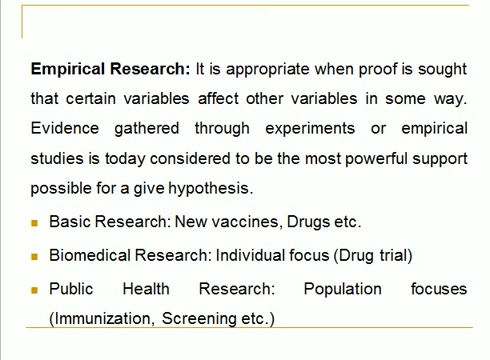 Empirical Research: It is appropriate when proof is sought
that certain variables affect other variables in some way.
Evidence gathered through experiments or empirical
studies is today considered to be the most powerful support
possible for a give hypothesis.
Basic Research: New vaccines, Drugs etc.
Biomedical Research: Individual focus (Drug trial)
Public Health Research: Population focuses
(Immunization, Screening etc.)